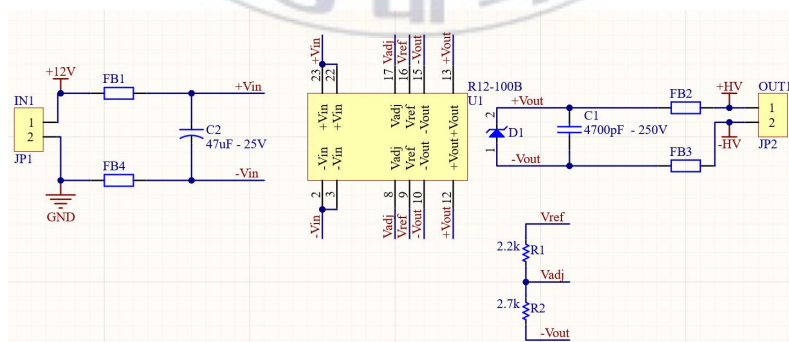 +12V
FB1
+Vin
IN1
1
2
JP1
C2
47uF - 25V
FB4
-Vin
GND
+Vin
Vadj
Vref
-Vout
+Vout
23
22
17
16
15
13
R12-100B
U1
+Vin
+Vin
Vadj
Vref
-Vout
+Vout
-Vin
-Vin
Vadj
Vref
-Vout
+Vout
2
3
8
9
10
12
-Vin
Vadj
Vref
-Vout
+Vout
+Vout
2
D1
1
-Vout
C1
4700pF - 250V
FB2
+HV
OUT1
1
2
FB3
-HV
JP2
Vref
2.2k
R1
Vadj
2.7k
R2
-Vout